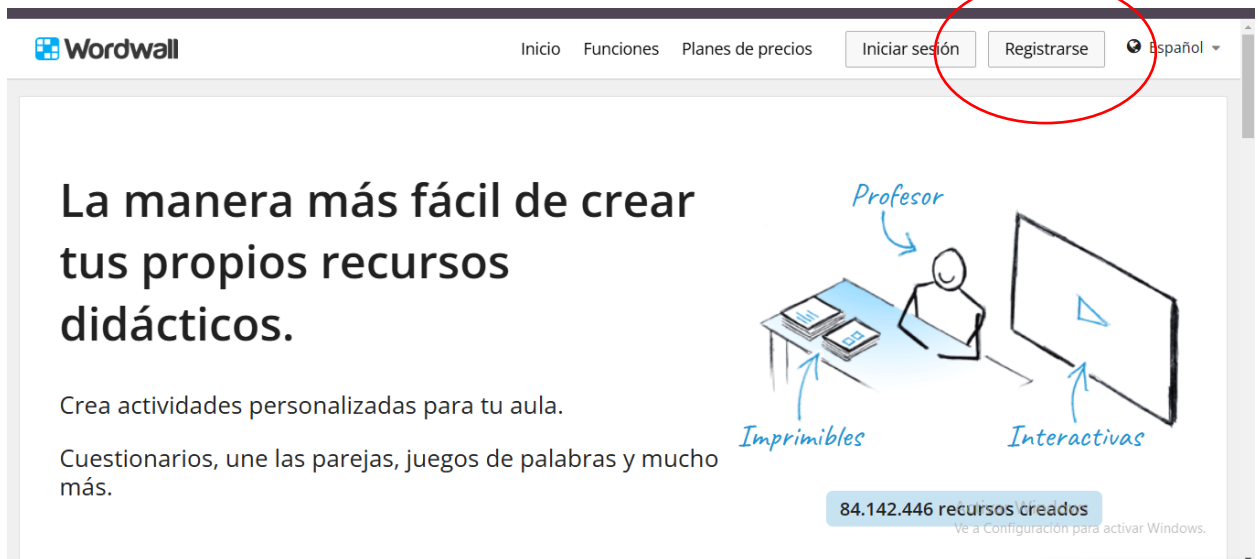 Wordwall
Inicio Funciones Planes de precios Iniciar sesión Registrarse Español
La manera más fácil de crear
tus propios recursos
didácticos.
Crea actividades personalizadas para tu aula.
Cuestionarios, une las parejas, juegos de palabras y mucho
más.
Profesor
Imprimibles
Interactivas
84.142.446 recursos creados
Activar Windows
Ve a Configuración para activar Windows.